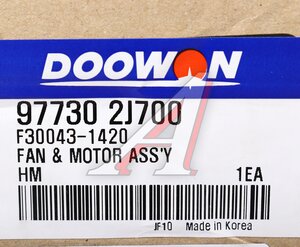 DOOWON
97730 2J700
F30043-1420
FAN & MOTOR ASS'Y
HM 1EA
JF10 Made in Korea